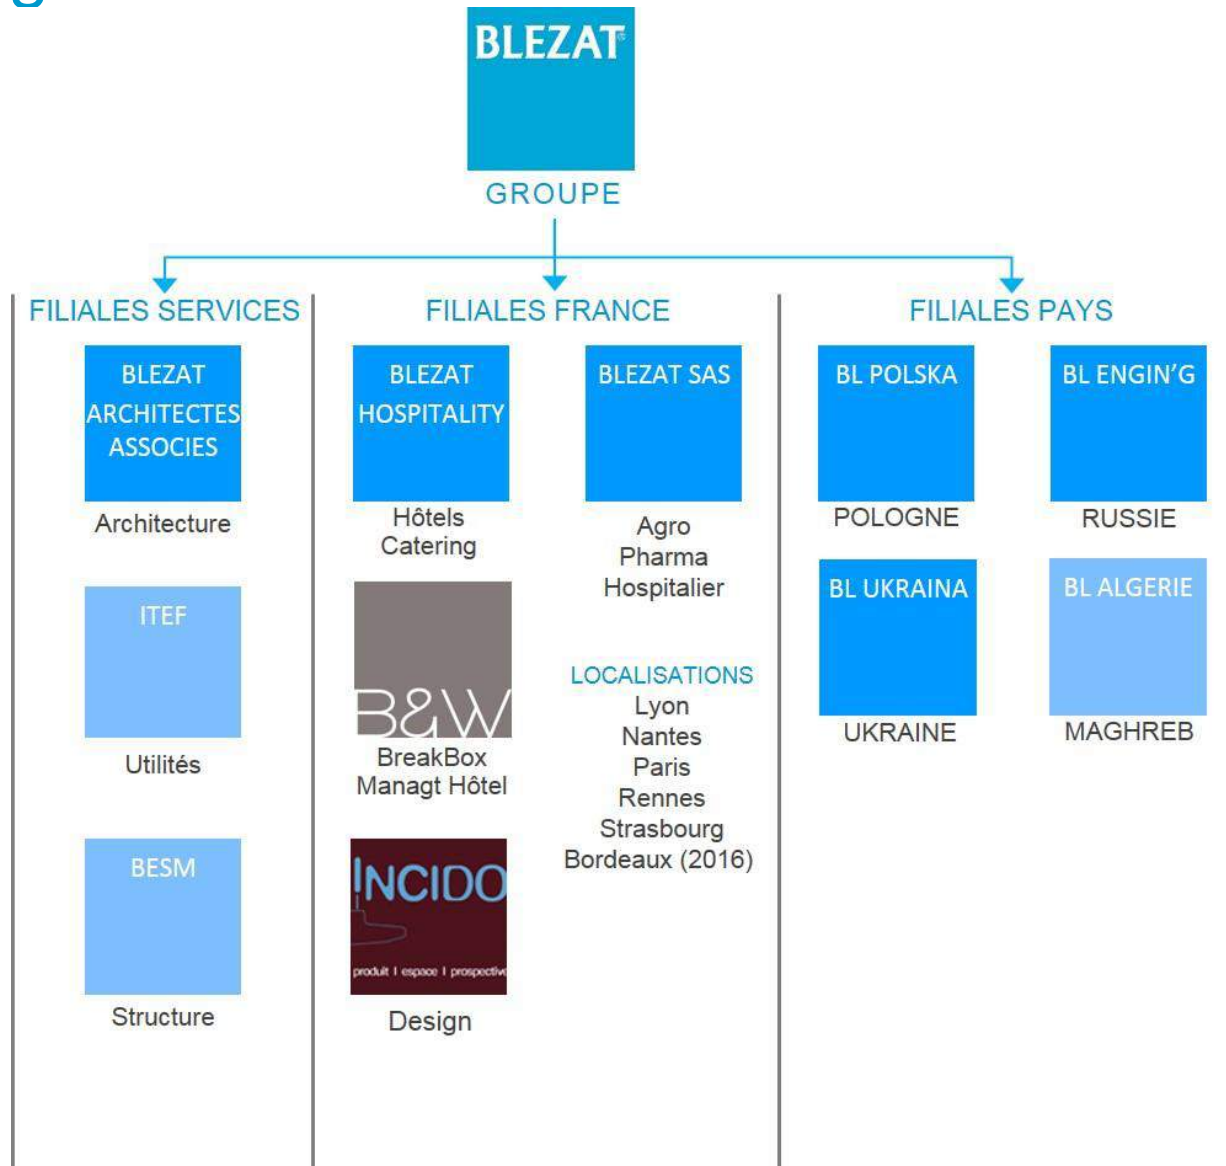 BLEZAT®
GROUPE
FILIALES SERVICES
BLEZAT
ARCHITECTES
ASSOCIES
Architecture
ITEF
Utilités
BESM
Structure
FILIALES FRANCE
BLEZAT
HOSPITALITY
Hôtels
Catering
B&W
BreakBox
Managt Hôtel
INCIDO
produit I espace I prospective
Design
BLEZAT SAS
Agro
Pharma
Hospitalier
LOCALISATIONS
Lyon
Nantes
Paris
Rennes
Strasbourg
Bordeaux (2016)
FILIALES PAYS
BL POLSKA
POLOGNE
BL ENGIN’G
RUSSIE
BL UKRAINA
UKRAINE
BL ALGERIE
MAGHREB